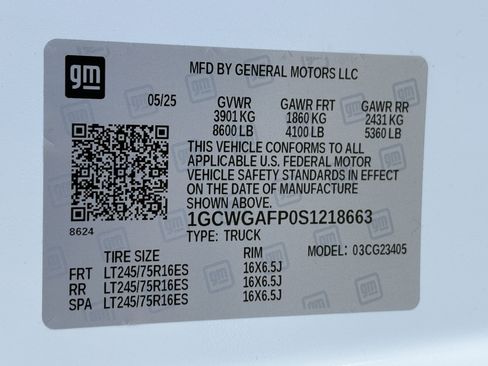 gm
MFD BY GENERAL MOTORS LLC
05/25 GVWR GAWR FRT GAWR RR
3901 KG 1860 KG 2431 KG
8600 LB 4100 LB 5360 LB
THIS VEHICLE CONFORMS TO ALL
APPLICABLE U.S. FEDERAL MOTOR
VEHICLE SAFETY STANDARDS IN EFFECT
ON THE DATE OF MANUFACTURE
SHOWN ABOVE.
1GCWGAFP0S1218663
8624
TYPE: TRUCK MODEL: 03CG23405
TIRE SIZE RIM
FRT LT245/75R16ES 16X6.5J
RR LT245/75R16ES 16X6.5J
SPA LT245/75R16ES 16X6.5J